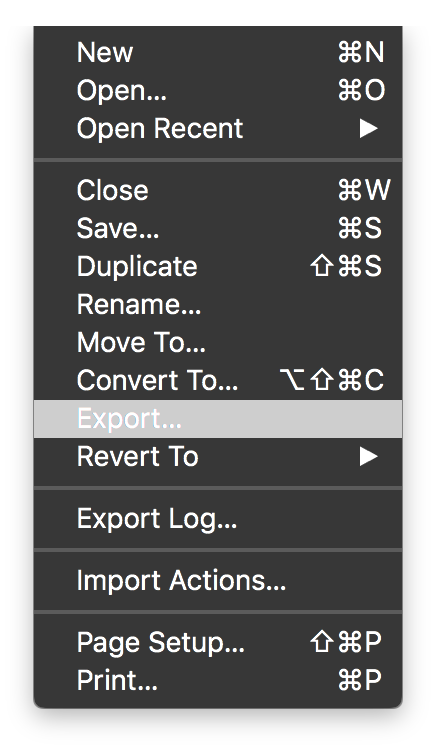 New ⌘N
Open... ⌘O
Open Recent ▶
Close ⌘W
Save... ⌘S
Duplicate ⇧⌘S
Rename...
Move To...
Convert To... ⌥⇧⌘C
Export...
Revert To ▶
Export Log...
Import Actions...
Page Setup... ⇧⌘P
Print... ⌘P